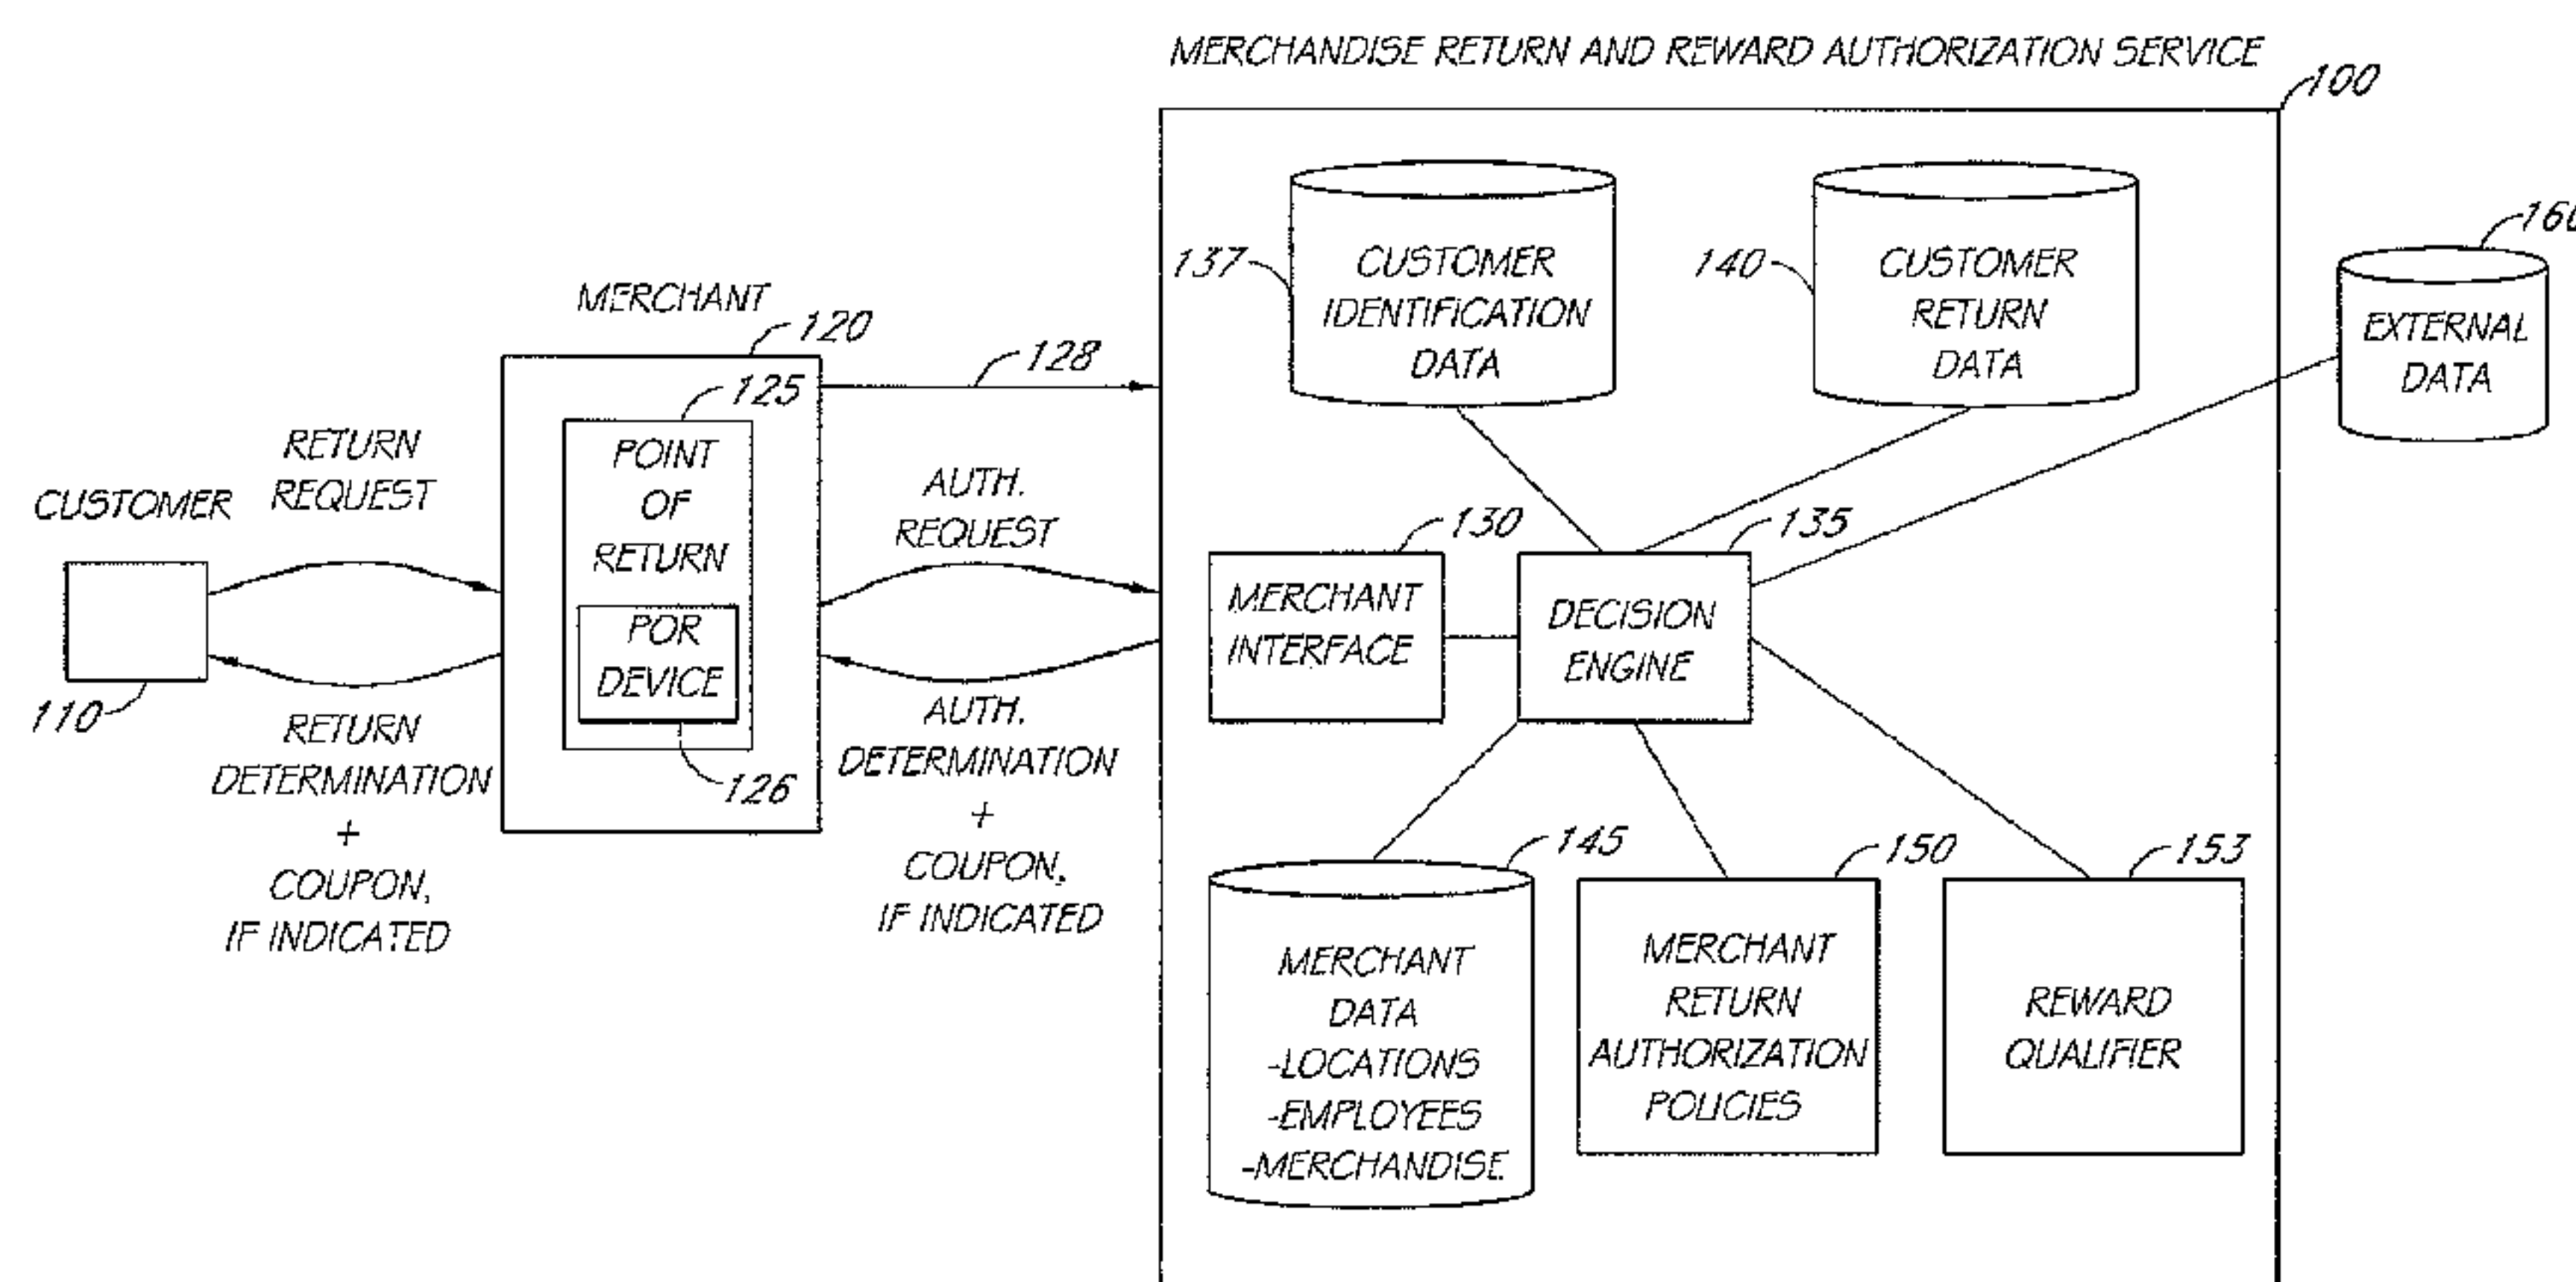 MERCHANDISE RETURN AND REWARD AUTHORIZATION SERVICE
100
137
CUSTOMER
IDENTIFICATION
DATA
140
CUSTOMER
RETURN
DATA
EXTERNAL
DATA
MERCHANT
120
128
125
POINT
OF
RETURN
POR
DEVICE
126
CUSTOMER
110
RETURN
REQUEST
RETURN
DETERMINATION
+
COUPON,
IF INDICATED
AUTH.
REQUEST
AUTH.
DETERMINATION
+
COUPON,
IF INDICATED
130
MERCHANT
INTERFACE
135
DECISION
ENGINE
145
MERCHANT
DATA
-LOCATIONS
-EMPLOYEES
-MERCHANDISE
150
MERCHANT
RETURN
AUTHORIZATION
POLICIES
153
REWARD
QUALIFIER